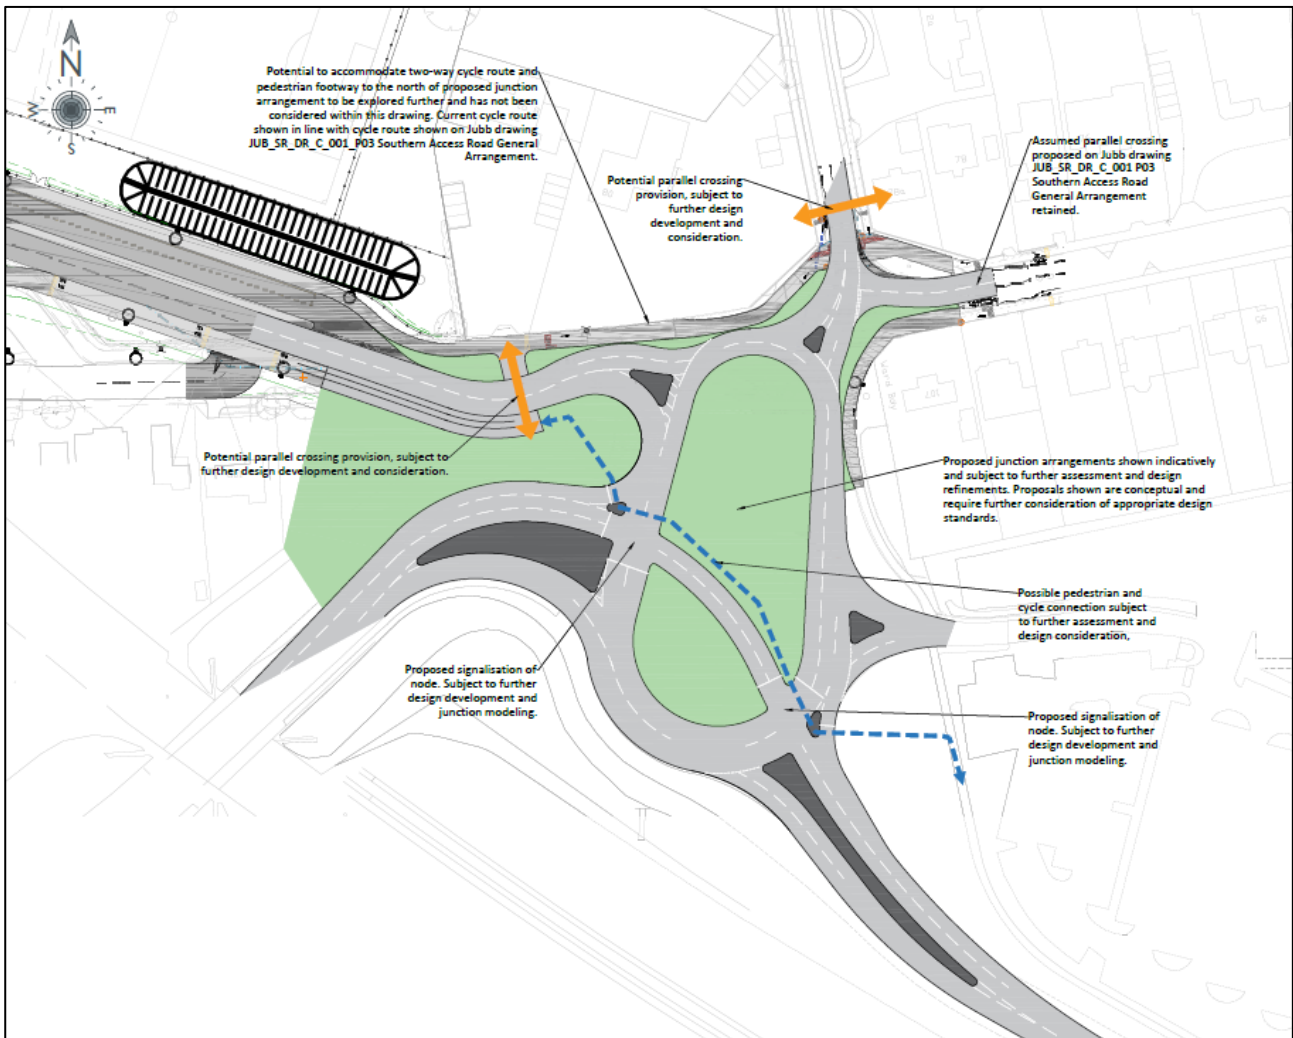 N
W
E
S
Potential to accommodate two-way cycle route and
pedestrian footway to the north of proposed junction
arrangement to be explored further and has not been
considered within this drawing. Current cycle route
shown in line with cycle route shown on Jubb drawing
JUB_SR_DR_C_001_P03 Southern Access Road General
Arrangement.
Potential parallel crossing
provision, subject to
further design
development and
consideration.
Assumed parallel crossing
proposed on Jubb drawing
JUB_SR_DR_C_001 P03
Southern Access Road
General Arrangement
retained.
Potential parallel crossing provision, subject to
further design development and consideration.
Proposed junction arrangements shown indicatively
and subject to further assessment and design
refinements. Proposals shown are conceptual and
require further consideration of appropriate design
standards.
Possible pedestrian and
cycle connection subject
to further assessment and
design consideration,
Proposed signalisation of
node. Subject to further
design development and
junction modeling.
Proposed signalisation of
node. Subject to further
design development and
junction modeling.